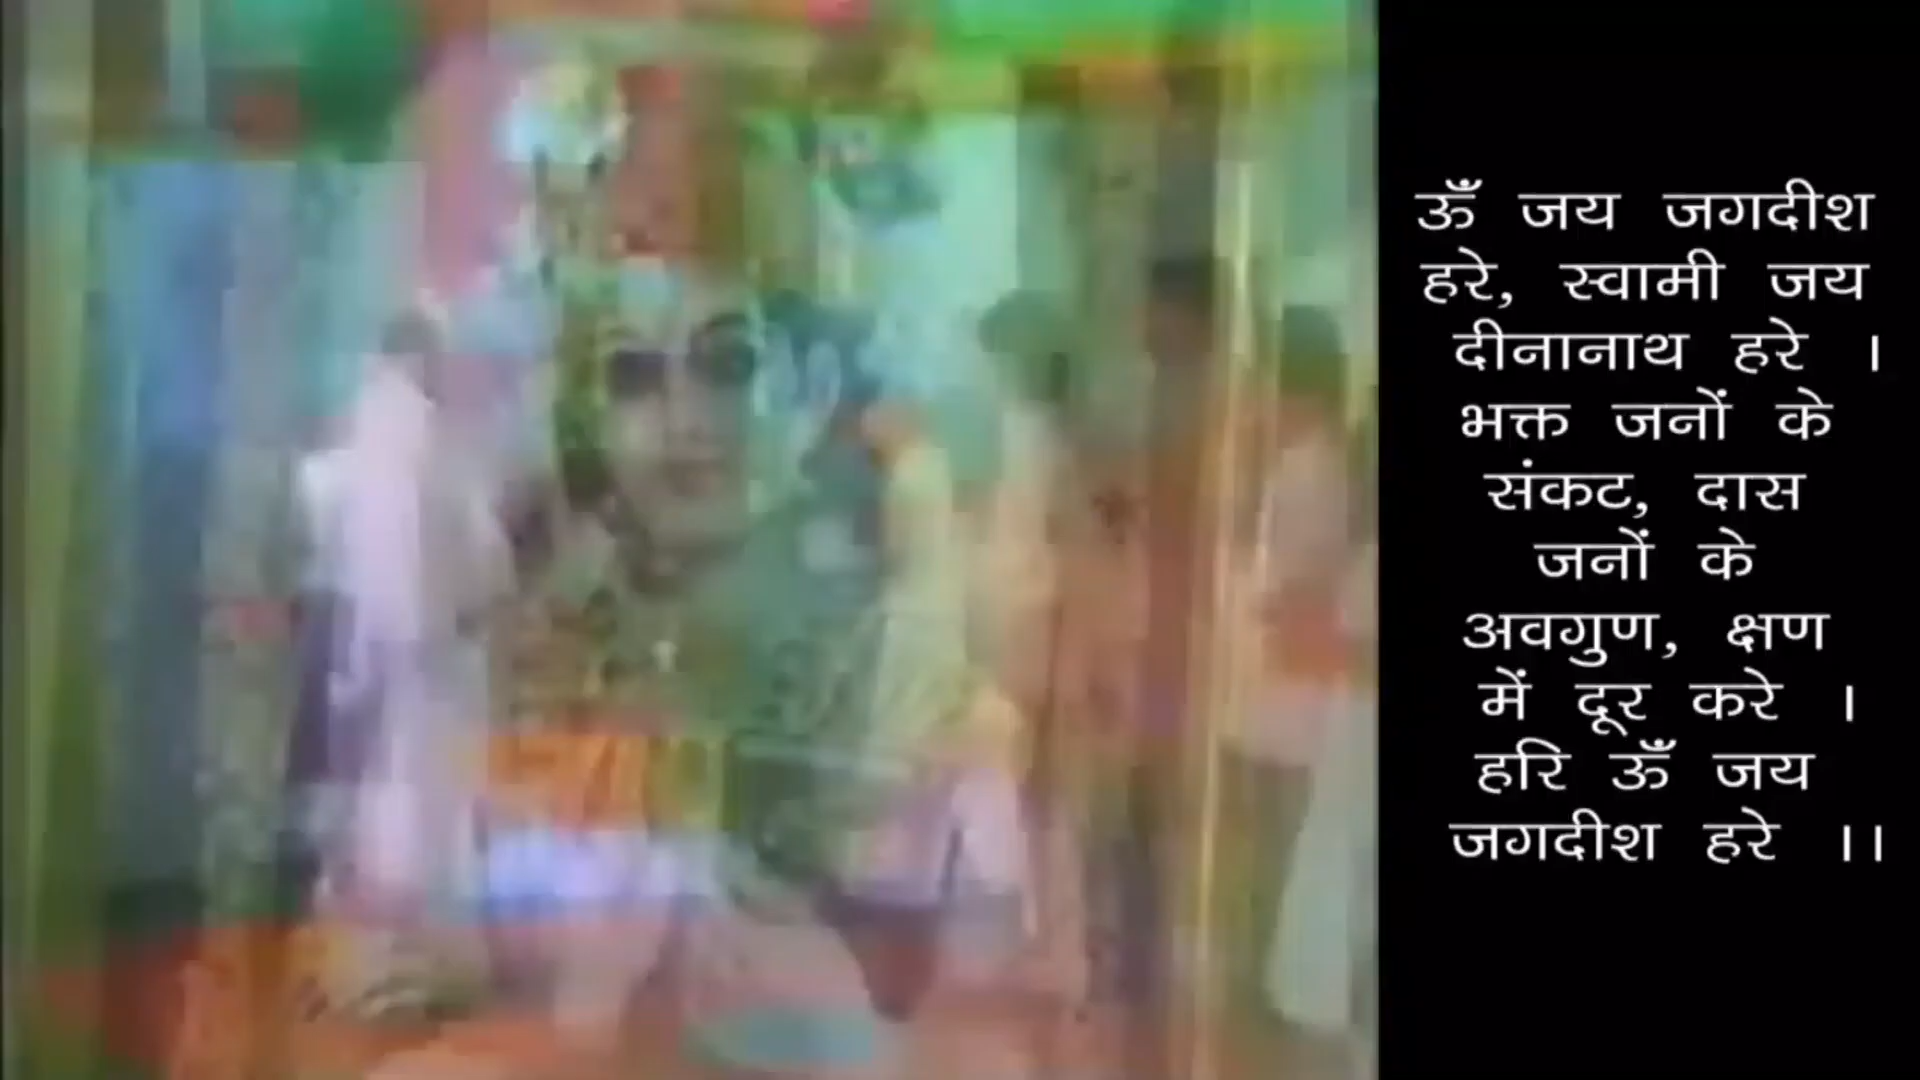 ऊँ जय जगदीश
हरे, स्वामी जय
दीनानाथ हरे ।
भक्त जनों के
संकट, दास
जनों के
अवगुण, क्षण
में दूर करे ।
हरि ऊँ जय
जगदीश हरे ।।